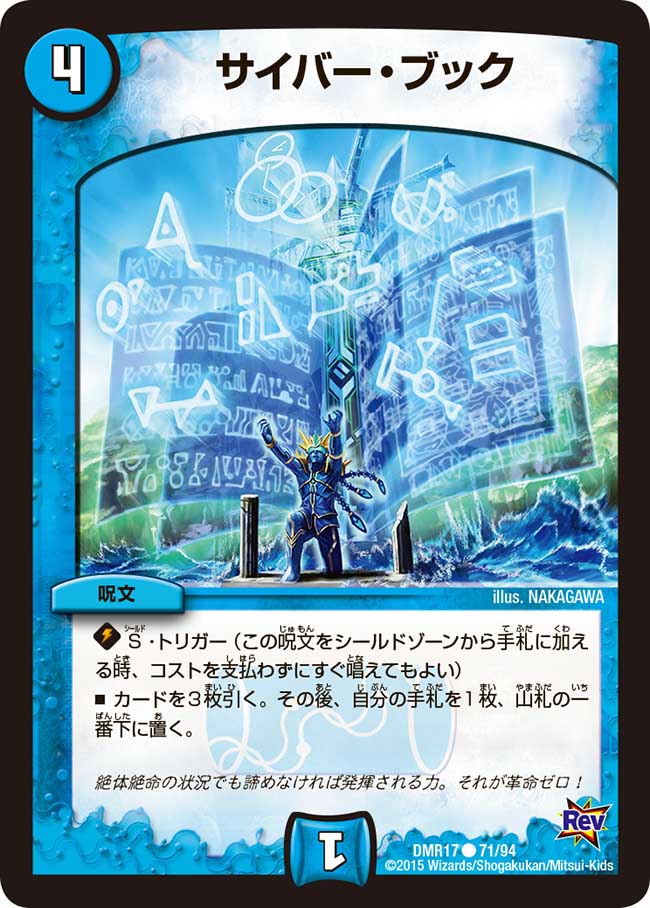 4
サイバー・ブック
呪文
illus. NAKAGAWA
S・トリガー(この呪文をシールドゾーンから手札に加え
る時、コストを支払わずにすぐ唱えてもよい)
■ カードを3枚引く。その後、自分の手札を1枚、山札の一
番下に置く。
絶体絶命の状況でも諦めなければ発揮される力。それが革命ゼロ!
1
Rev
DMR17●71/94
©2015 Wizards/Shogakukan/Mitsui-Kids